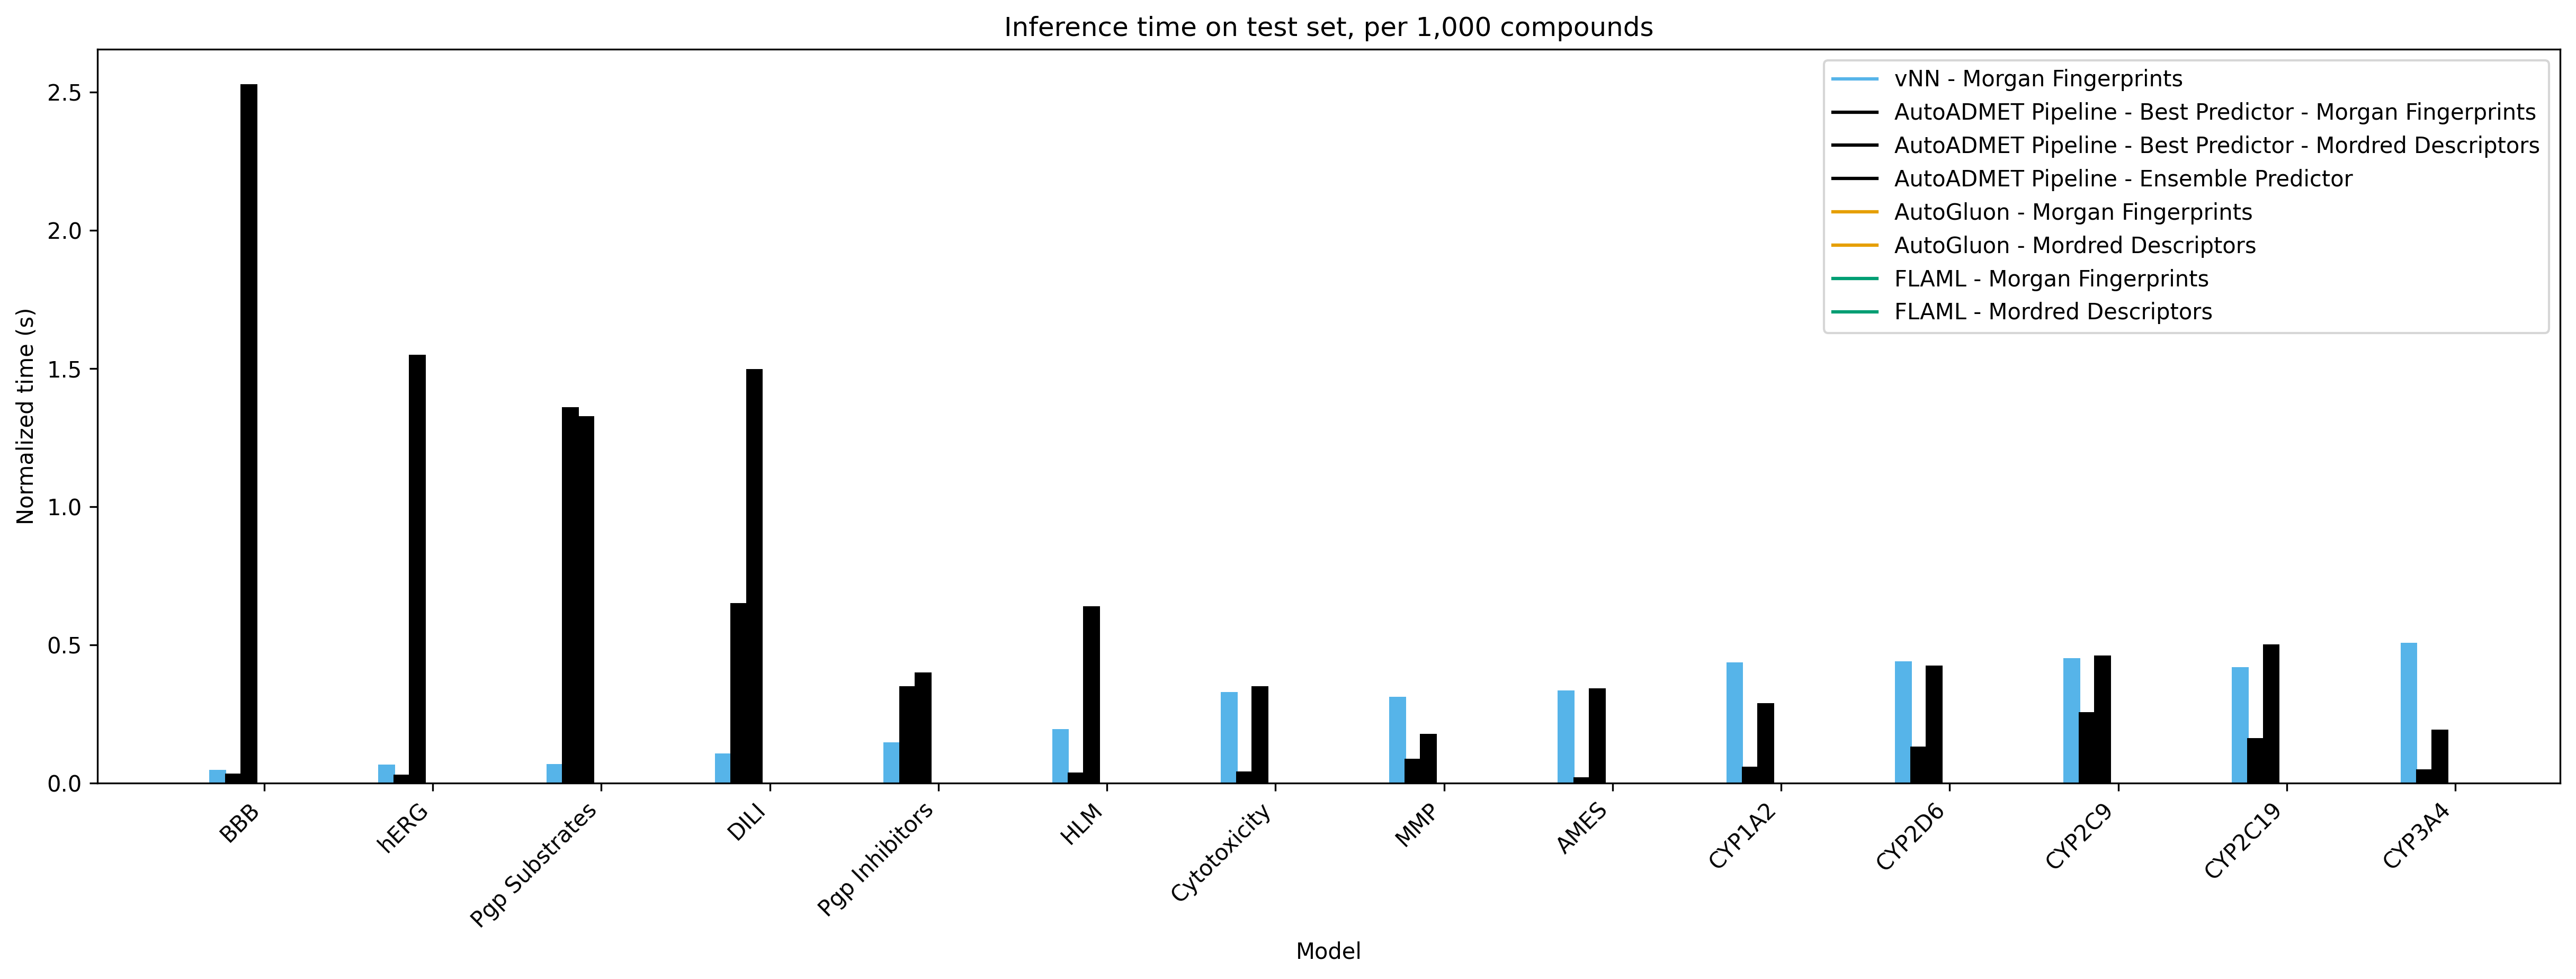 Inference time on test set, per 1,000 compounds
Normalized time (s)
2.5
2.0
1.5
1.0
0.5
0.0
vNN - Morgan Fingerprints
AutoADMET Pipeline - Best Predictor - Morgan Fingerprints
AutoADMET Pipeline - Best Predictor - Mordred Descriptors
AutoADMET Pipeline - Ensemble Predictor
AutoGluon - Morgan Fingerprints
AutoGluon - Mordred Descriptors
FLAML - Morgan Fingerprints
FLAML - Mordred Descriptors
BBB
hERG
Pgp Substrates
DILI
Pgp Inhibitors
HLM
Cytotoxicity
MMP
AMES
CYP1A2
CYP2D6
CYP2C9
CYP2C19
CYP3A4
Model